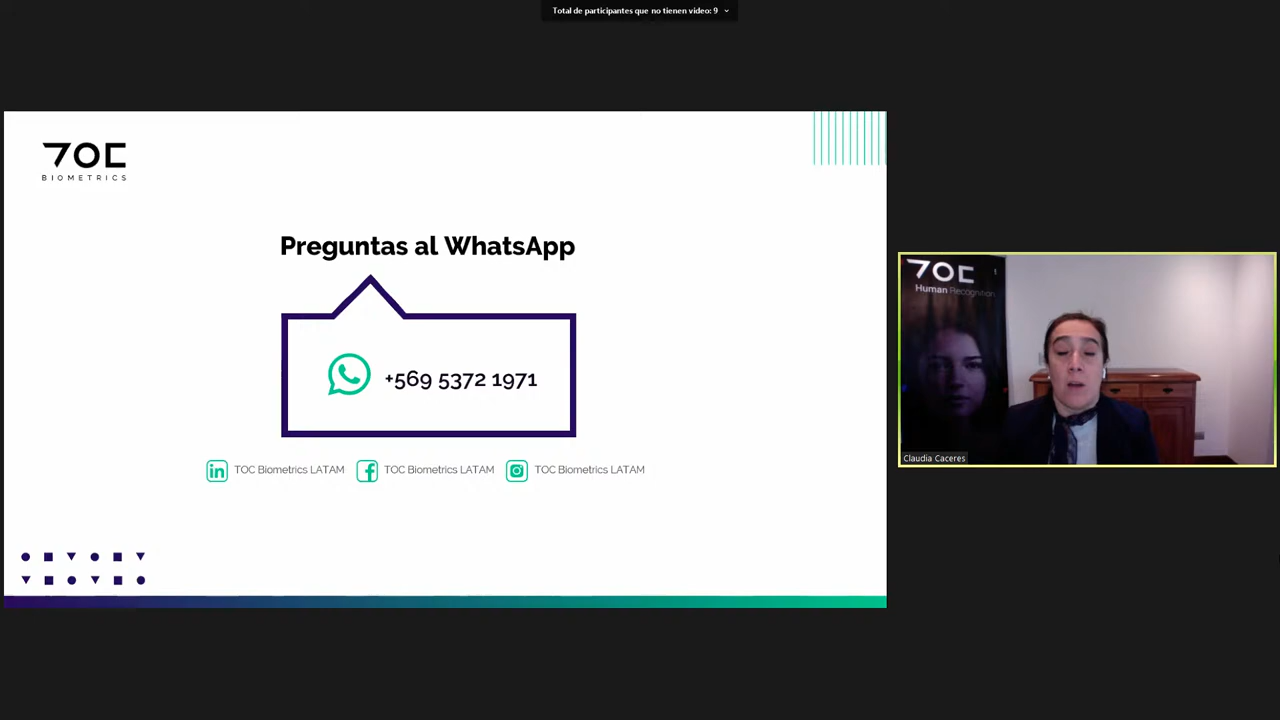 Total de participantes que no tienen video: 9
TOC
BIOMETRICS
Preguntas al WhatsApp
+569 5372 1971
in TOC Biometrics LATAM
f TOC Biometrics LATAM
TOC Biometrics LATAM
TOC
Human Recognition
Claudia Caceres